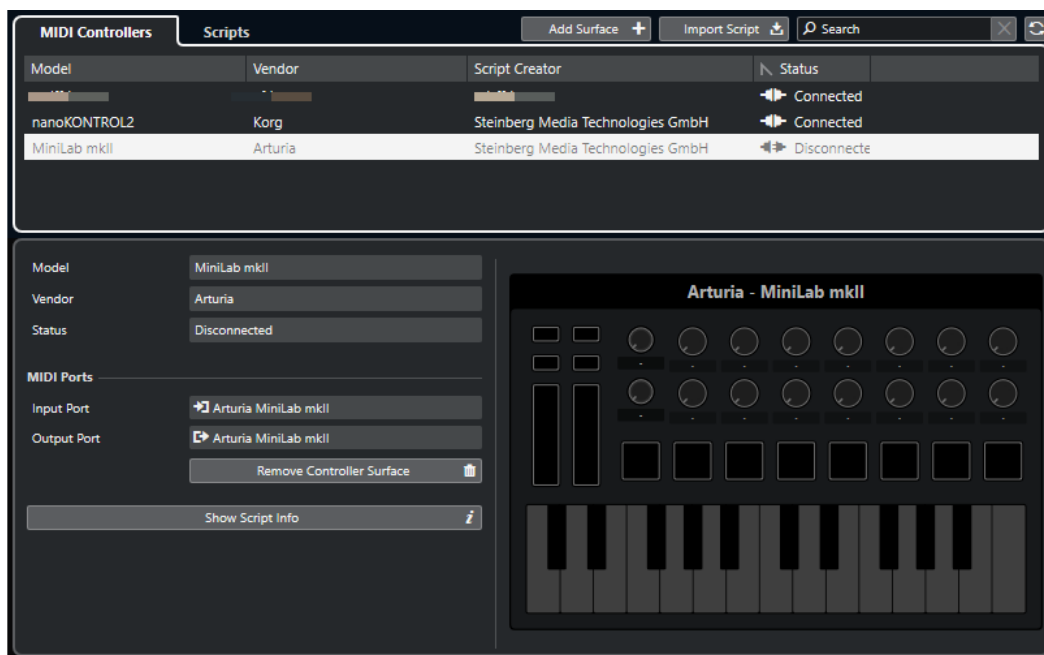 MIDI Controllers Scripts Add Surface Import Script Search
Model Vendor Script Creator Status
Connected
nanoKONTROL2 Korg Steinberg Media Technologies GmbH Connected
MiniLab mkII Arturia Steinberg Media Technologies GmbH Disconnecte
Model MiniLab mkII
Vendor Arturia
Status Disconnected
MIDI Ports
Input Port Arturia MiniLab mkII
Output Port Arturia MiniLab mkII
Remove Controller Surface
Show Script Info
Arturia - MiniLab mkII